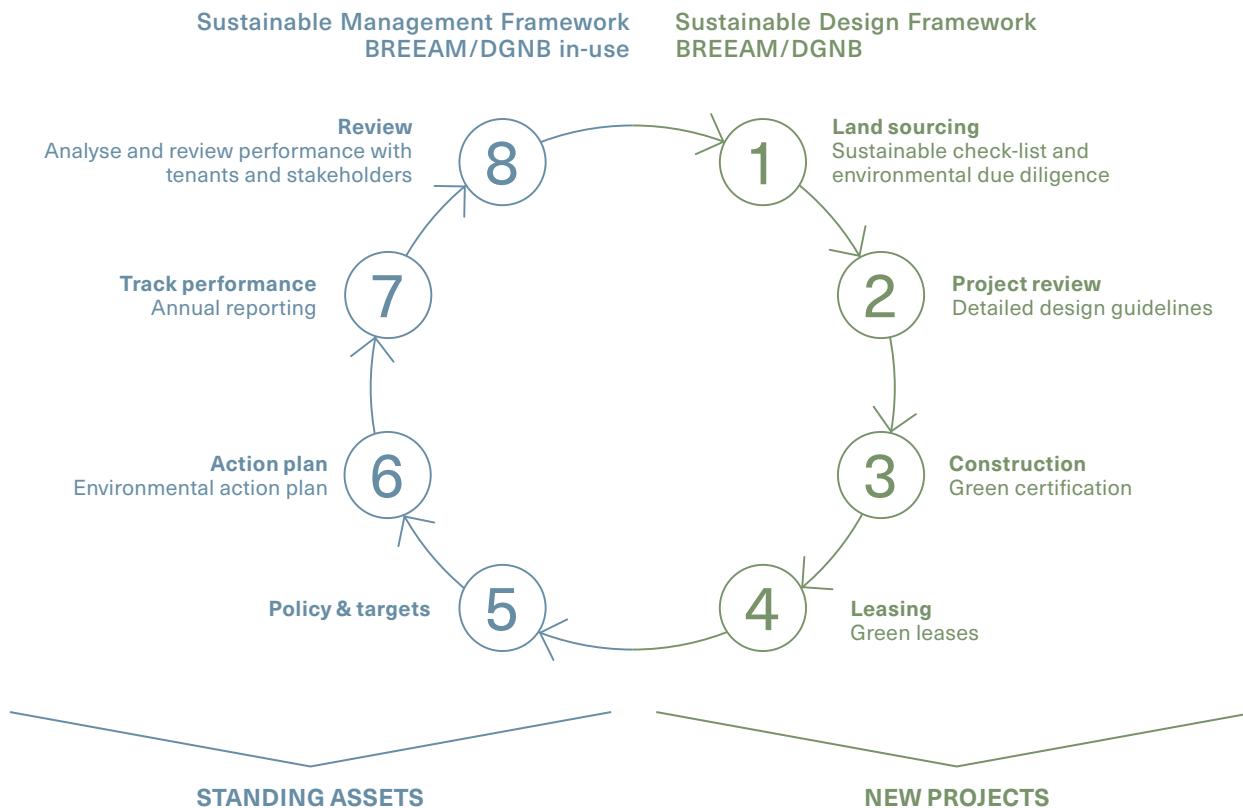 Sustainable Management Framework
BREEAM/DGNB in-use
Sustainable Design Framework
BREEAM/DGNB
1
Land sourcing
Sustainable check-list and
environmental due diligence
2
Project review
Detailed design guidelines
3
Construction
Green certification
4
Leasing
Green leases
5
Policy & targets
6
Action plan
Environmental action plan
7
Track performance
Annual reporting
8
Review
Analyse and review performance with
tenants and stakeholders
STANDING ASSETS
NEW PROJECTS